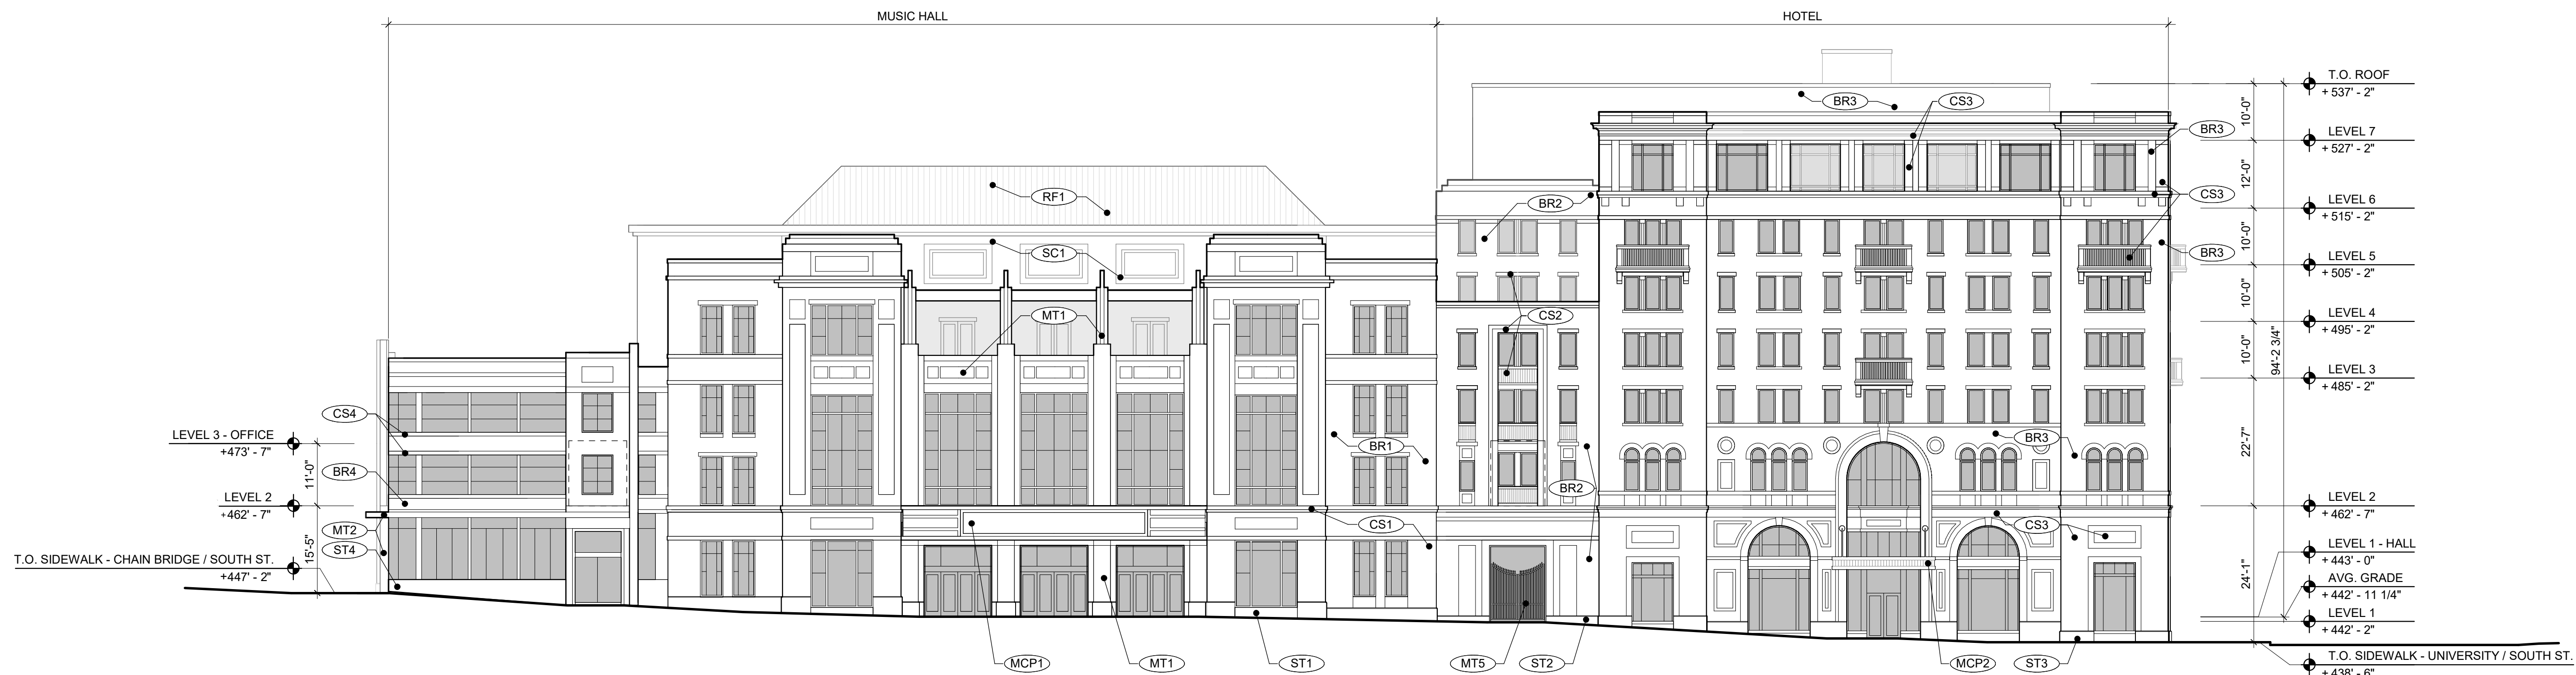 MUSIC HALL
HOTEL
T.O. ROOF
+ 537' - 2"
BR3
CS3
10'-0"
BR3
LEVEL 7
+ 527' - 2"
12'-0"
RF1
BR2
CS3
LEVEL 6
+ 515' - 2"
SC1
BR3
10'-0"
LEVEL 5
+ 505' - 2"
MT1
CS2
10'-0"
LEVEL 4
+ 495' - 2"
10'-0"
94'-2 3/4"
LEVEL 3
+ 485' - 2"
CS4
LEVEL 3 - OFFICE
+473' - 7"
BR1
BR3
22'-7"
BR4
11'-0"
BR2
LEVEL 2
+462' - 7"
LEVEL 2
+ 462' - 7"
MT2
CS1
CS3
ST4
15'-5"
LEVEL 1 - HALL
+ 443' - 0"
T.O. SIDEWALK - CHAIN BRIDGE / SOUTH ST.
+447' - 2"
24'-1"
AVG. GRADE
+ 442' - 11 1/4"
LEVEL 1
+ 442' - 2"
MCP1
MT1
ST1
MT5
ST2
MCP2
ST3
T.O. SIDEWALK - UNIVERSITY / SOUTH ST.
+ 438' - 6"